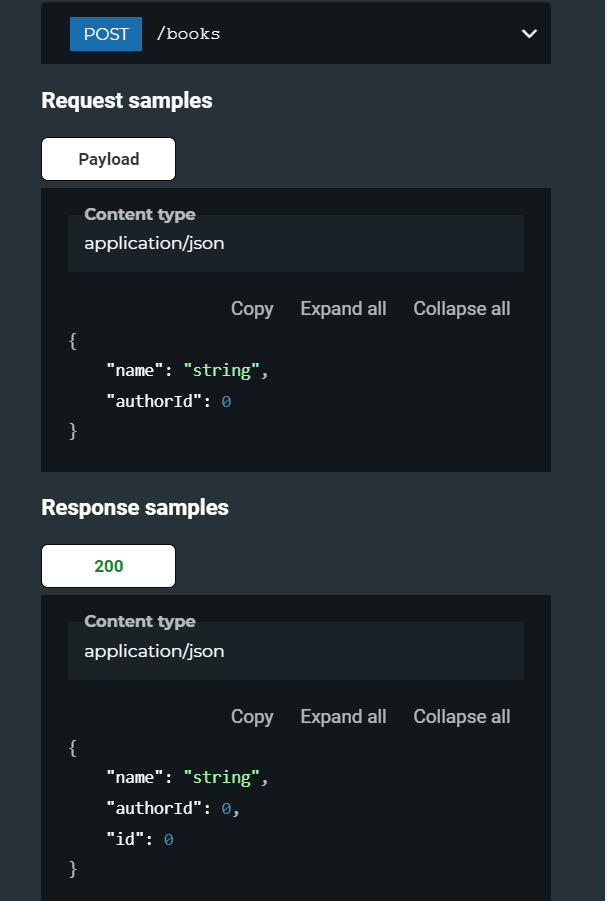 POST /books
Request samples
Payload
Content type
application/json
Copy Expand all Collapse all
{
"name": "string",
"authorId": 0
}
Response samples
200
Content type
application/json
Copy Expand all Collapse all
{
"name": "string",
"authorId": 0,
"id": 0
}